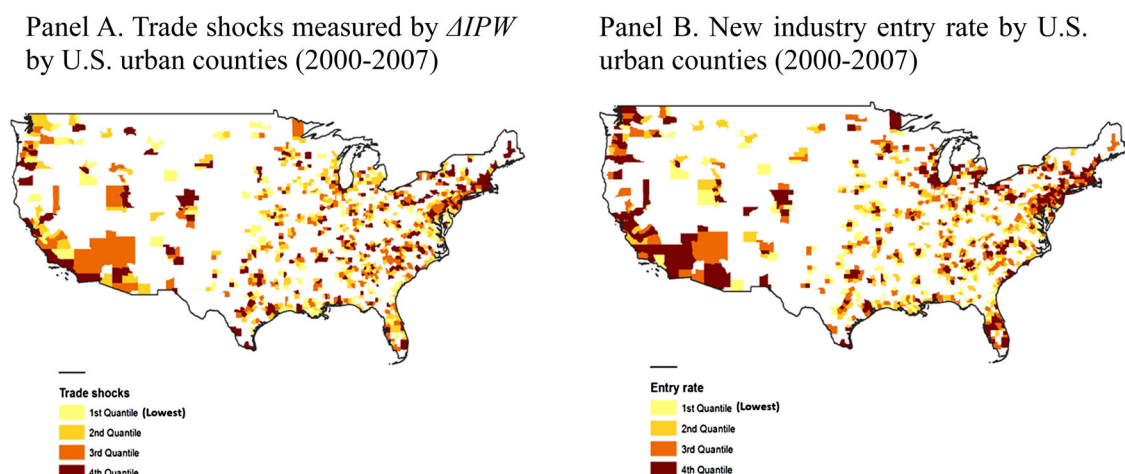 Panel A. Trade shocks measured by ΔIPW
by U.S. urban counties (2000-2007)
Trade shocks
1st Quantile (Lowest)
2nd Quantile
3rd Quantile
4th Quantile
Panel B. New industry entry rate by U.S.
urban counties (2000-2007)
Entry rate
1st Quantile (Lowest)
2nd Quantile
3rd Quantile
4th Quantile